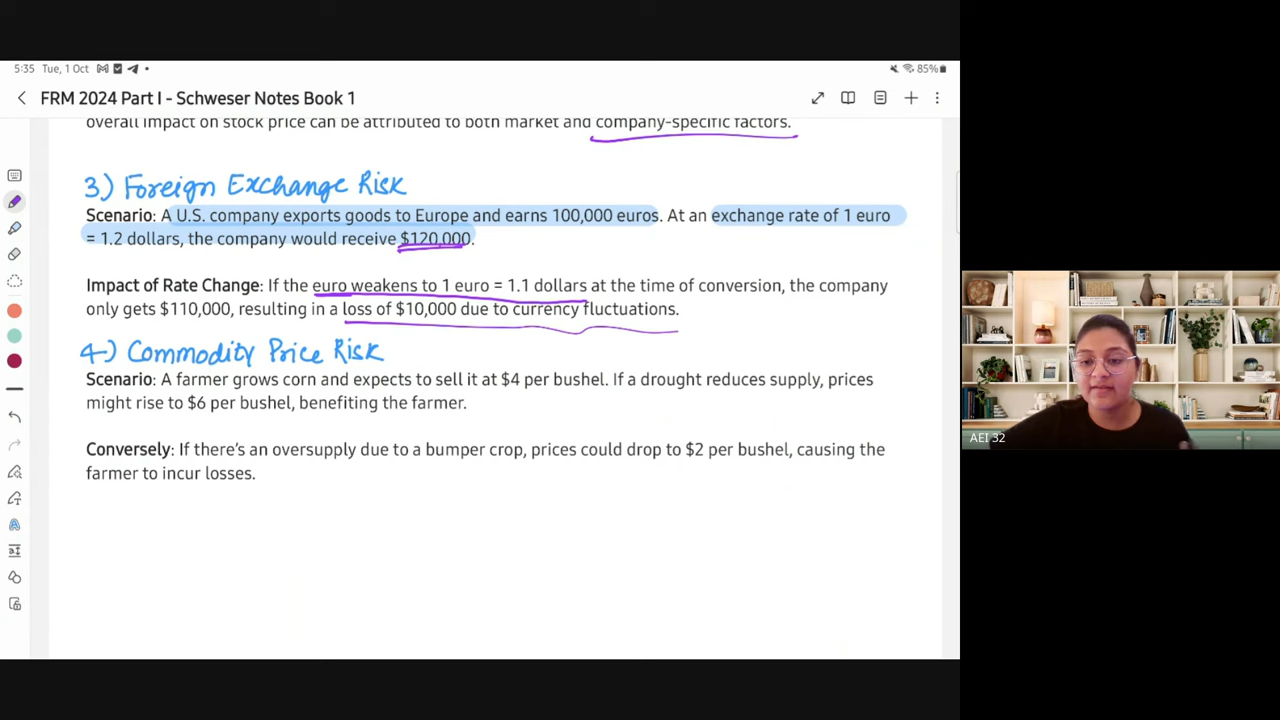 5:35 Tue, 1 Oct
85%
FRM 2024 Part I - Schweser Notes Book 1
overall impact on stock price can be attributed to both market and company-specific factors.
3.) Foreign Exchange Risk
Scenario: A U.S. company exports goods to Europe and earns 100,000 euros. At an exchange rate of 1 euro
= 1.2 dollars, the company would receive $120,000.
Impact of Rate Change: If the euro weakens to 1 euro = 1.1 dollars at the time of conversion, the company
only gets $110,000, resulting in a loss of $10,000 due to currency fluctuations.
4.) Commodity Price Risk
Scenario: A farmer grows corn and expects to sell it at $4 per bushel. If a drought reduces supply, prices
might rise to $6 per bushel, benefiting the farmer.
Conversely: If there's an oversupply due to a bumper crop, prices could drop to $2 per bushel, causing the
farmer to incur losses.
AEI 32